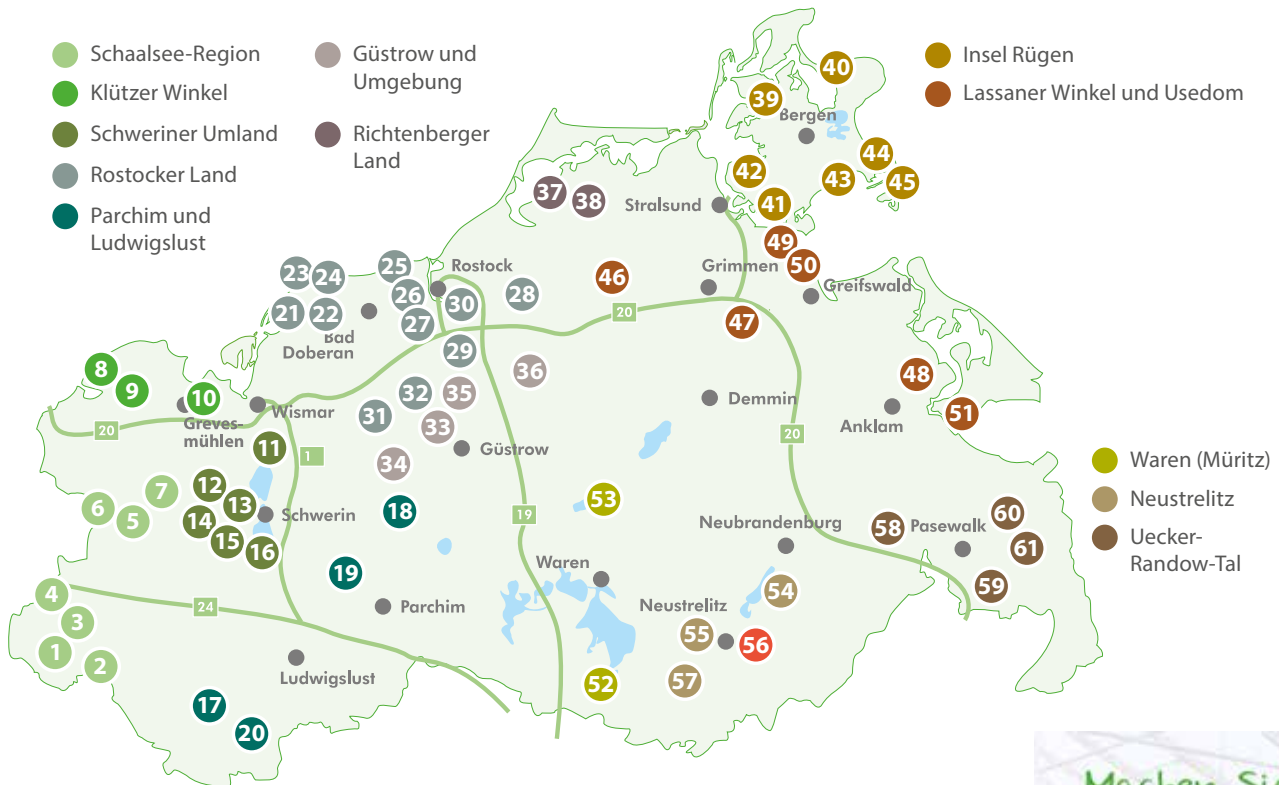 Schaalsee-Region
Klützer Winkel
Schweriner Umland
Rostocker Land
Parchim und
Ludwigslust
Güstrow und
Umgebung
Richtenberger
Land
Insel Rügen
Lassaner Winkel und Usedom
Waren (Müritz)
Neustrelitz
Uecker-
Randow-Tal
40
39
Bergen
44
42
43
45
37
38
Stralsund
41
49
23
24
25
Rostock
46
Grimmen
50
26
30
28
Greifswald
21
22
27
20
47
Bad
Doberan
29
36
8
9
48
10
32
35
Wismar
Demmin
51
Greves-
mühlen
31
33
Anklam
20
20
11
1
Güstrow
34
12
7
53
6
5
13
14
Schwerin
18
19
58
60
Neubrandenburg
Pasewalk
15
16
61
Waren
19
4
24
Parchim
54
59
3
Neustrelitz
55
56
1
2
Ludwigslust
52
57
17
20
Machen Si